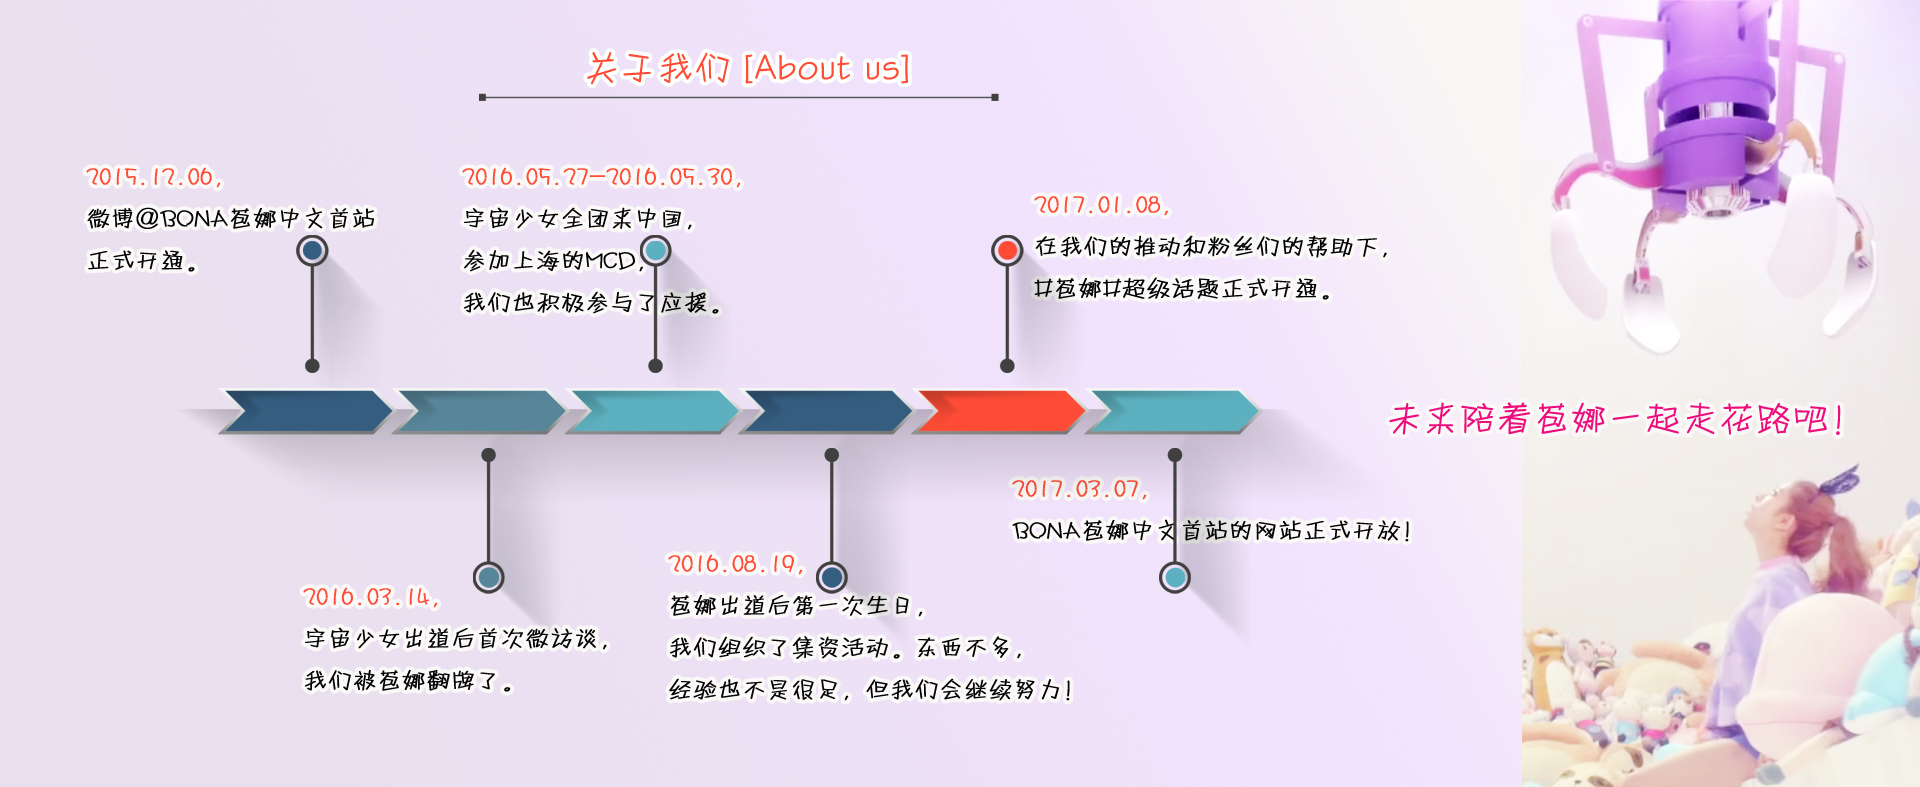 关于我们 [About us]
2015.12.06,
微博@BONA苞娜中文首站
正式开通。
2016.05.27-2016.05.30,
宇宙少女全团来中国,
参加上海的MCD,
我们也积极参与了应援。
2017.01.08,
在我们的推动和粉丝们的帮助下,
#苞娜#超级话题正式开通。
未来陪着苞娜一起走花路吧!
2016.03.14,
宇宙少女出道后首次微访谈,
我们被苞娜翻牌了。
2016.08.19,
苞娜出道后第一次生日,
我们组织了集资活动。东西不多,
经验也不是很足, 但我们会继续努力!
2017.03.07,
BONA苞娜中文首站的网站正式开放!